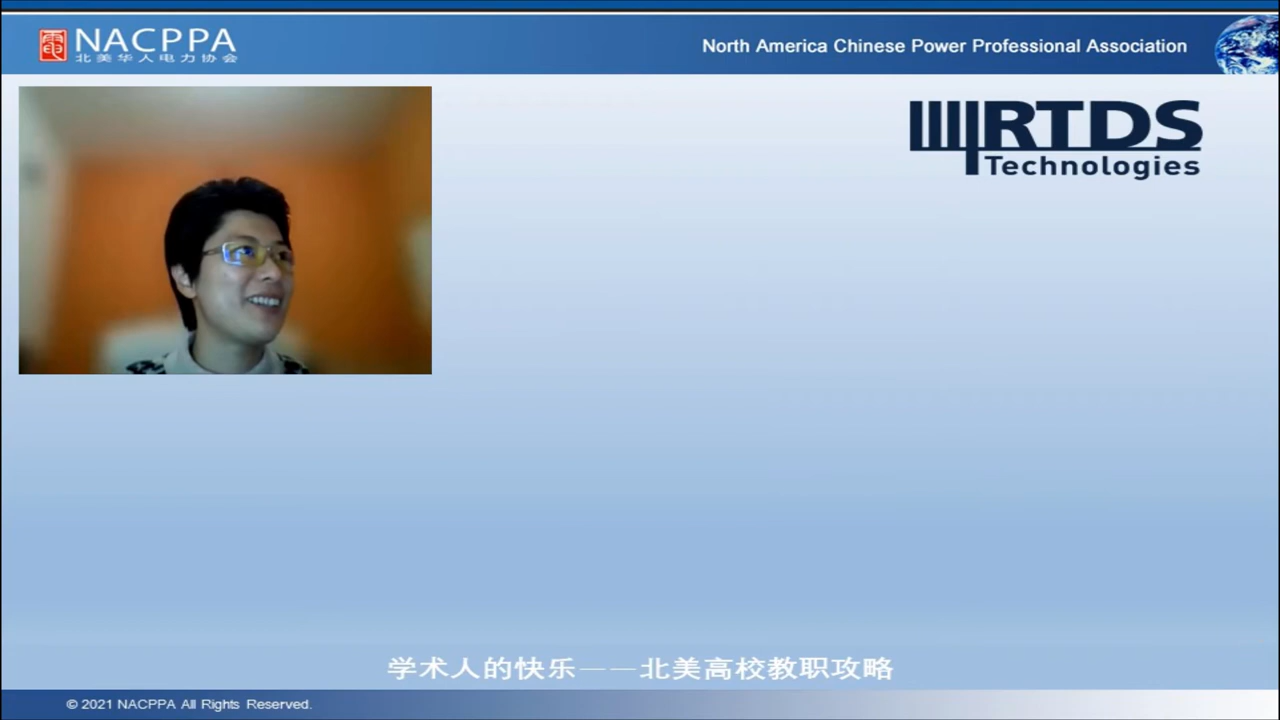 NACPPA
北美华人电力协会
North America Chinese Power Professional Association
RTDS
Technologies
学术人的快乐———北美高校教职攻略
© 2021 NACPPA All Rights Reserved.